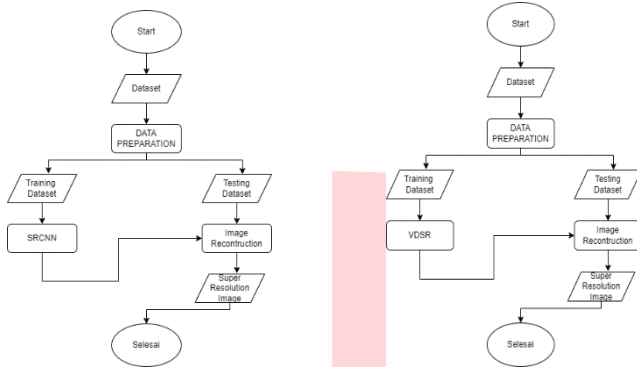 Start
Dataset
DATA
PREPARATION
Training
Dataset
Testing
Dataset
SRCNN
Image
Recontruction
Super
Resolution
Image
Selesai
Start
Dataset
DATA
PREPARATION
Training
Dataset
Testing
Dataset
VDSR
Image
Recontruction
Super
Resolution
Image
Selesai